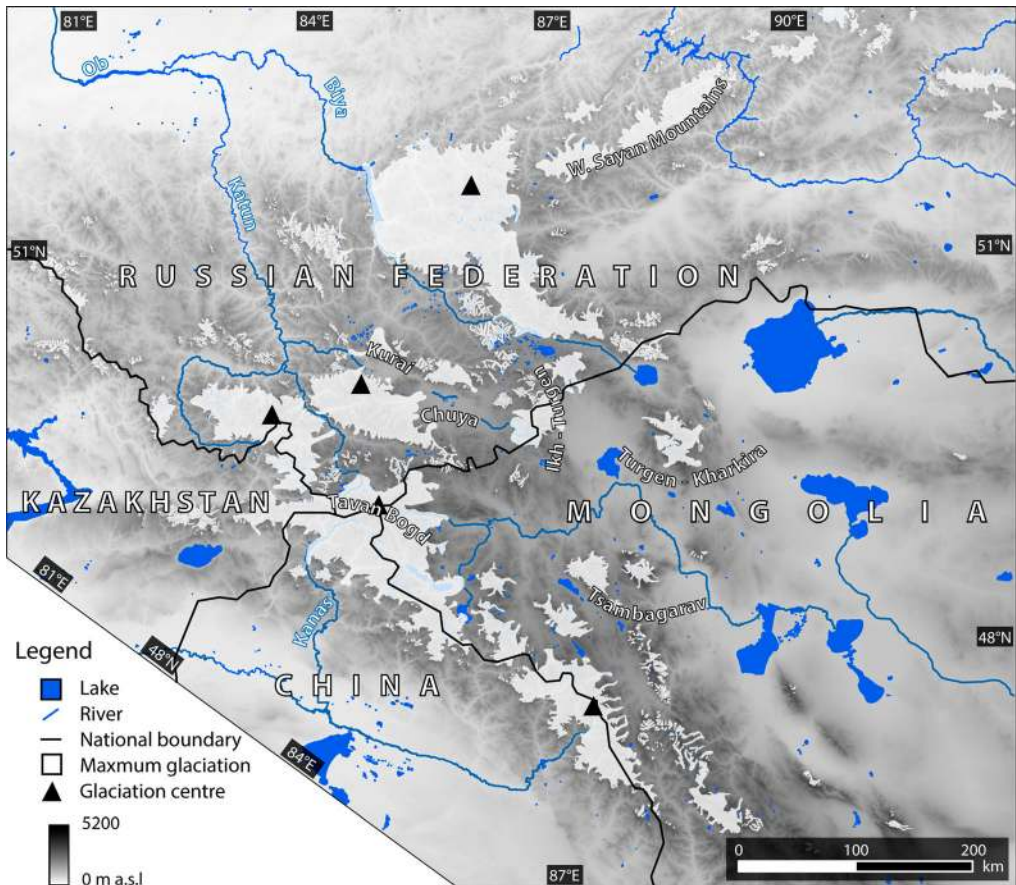 81°E
84°E
87°E
90°E
Ob
Biya
W. Sayan Mountains
Katun
51°N
51°N
RUSSIAN FEDERATION
Kurai
Chuya
Ikh - Turgen
Turgen - Kharkira
KAZAKHSTAN
Tavan Bogd
MONGOLIA
81°E
Kanas
Tsambagarav
48°N
48°N
CHINA
84°E
87°E
Legend
Lake
River
National boundary
Maxmum glaciation
Glaciation centre
5200
0 m a.s.l
0 100 200
km